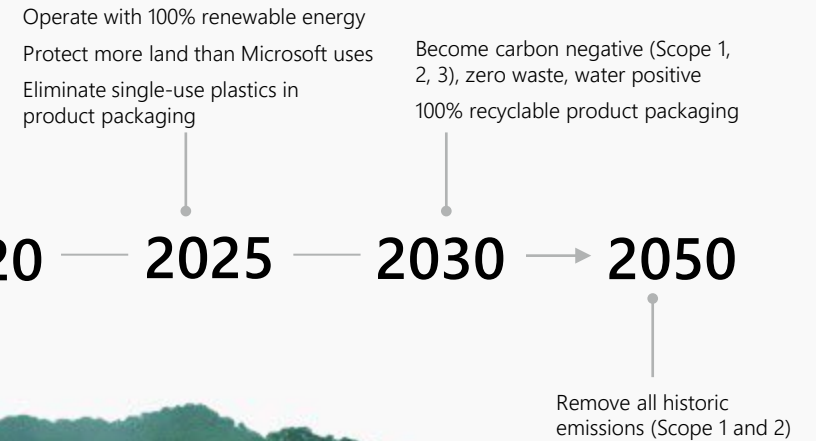 Operate with 100% renewable energy
Protect more land than Microsoft uses
Eliminate single-use plastics in
product packaging
Become carbon negative (Scope 1,
2, 3), zero waste, water positive
100% recyclable product packaging
20 2025 2030 2050
Remove all historic
emissions (Scope 1 and 2)